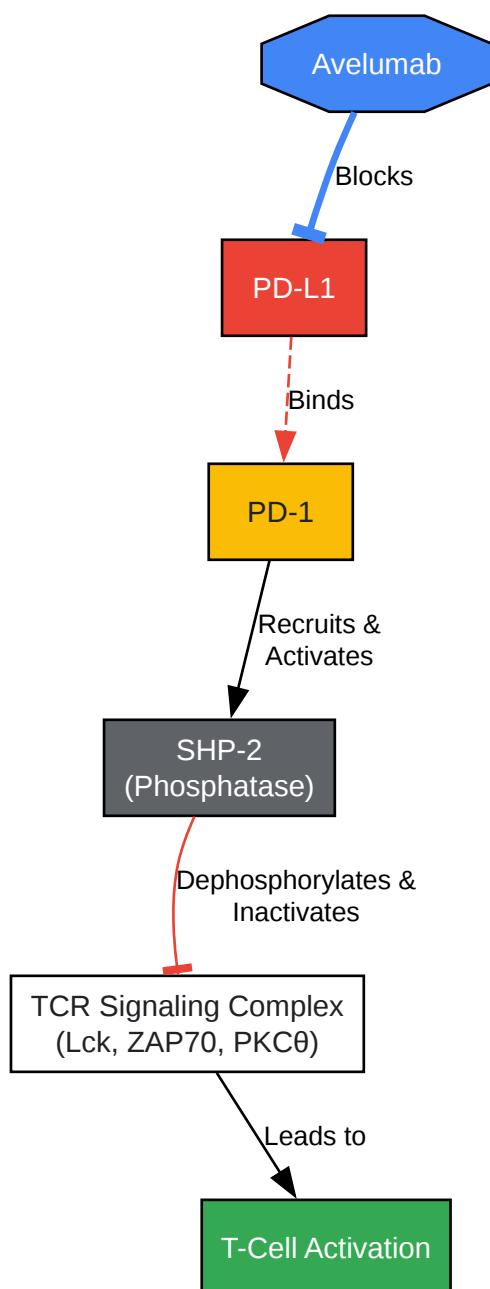 Avelumab
Blocks
PD-L1
Binds
PD-1
Recruits &
Activates
SHP-2
(Phosphatase)
Dephosphorylates &
Inactivates
TCR Signaling Complex
(Lck, ZAP70, PKCθ)
Leads to
T-Cell Activation